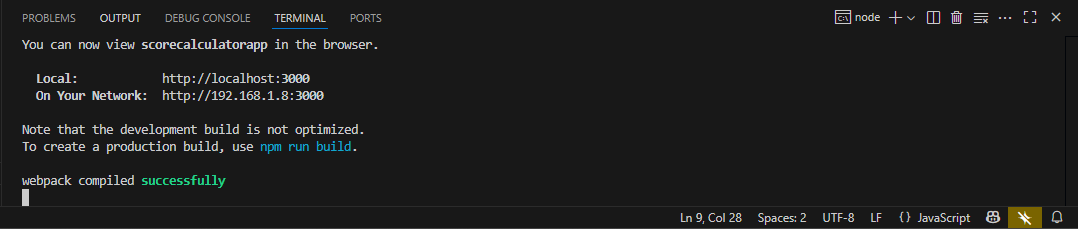 PROBLEMS OUTPUT DEBUG CONSOLE TERMINAL PORTS node
You can now view scorecalculatorapp in the browser.
Local: http://localhost:3000
On Your Network: http://192.168.1.8:3000
Note that the development build is not optimized.
To create a production build, use npm run build.
webpack compiled successfully
Ln 9, Col 28 Spaces: 2 UTF-8 LF {} JavaScript